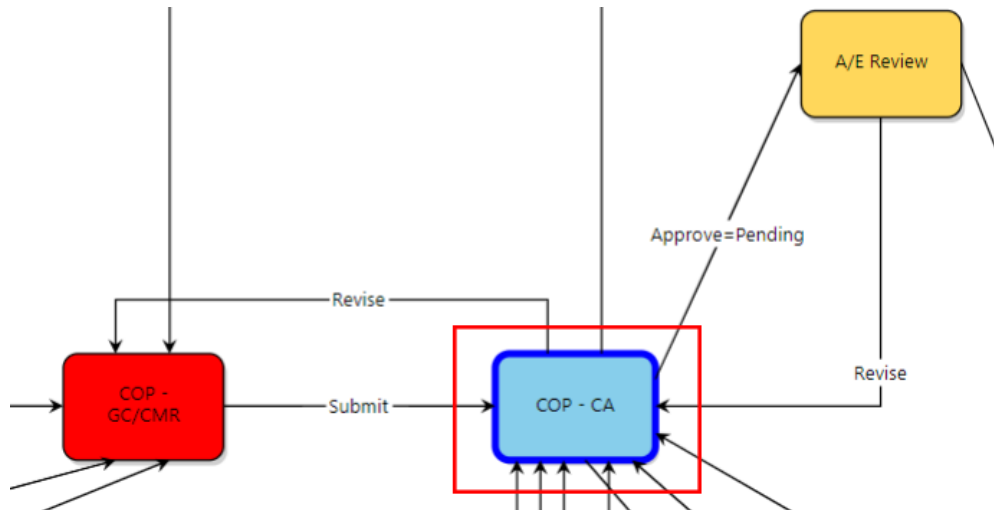 A/E Review
Approve=Pending
Revise
Revise
COP -
GC/CMR
Submit
COP - CA